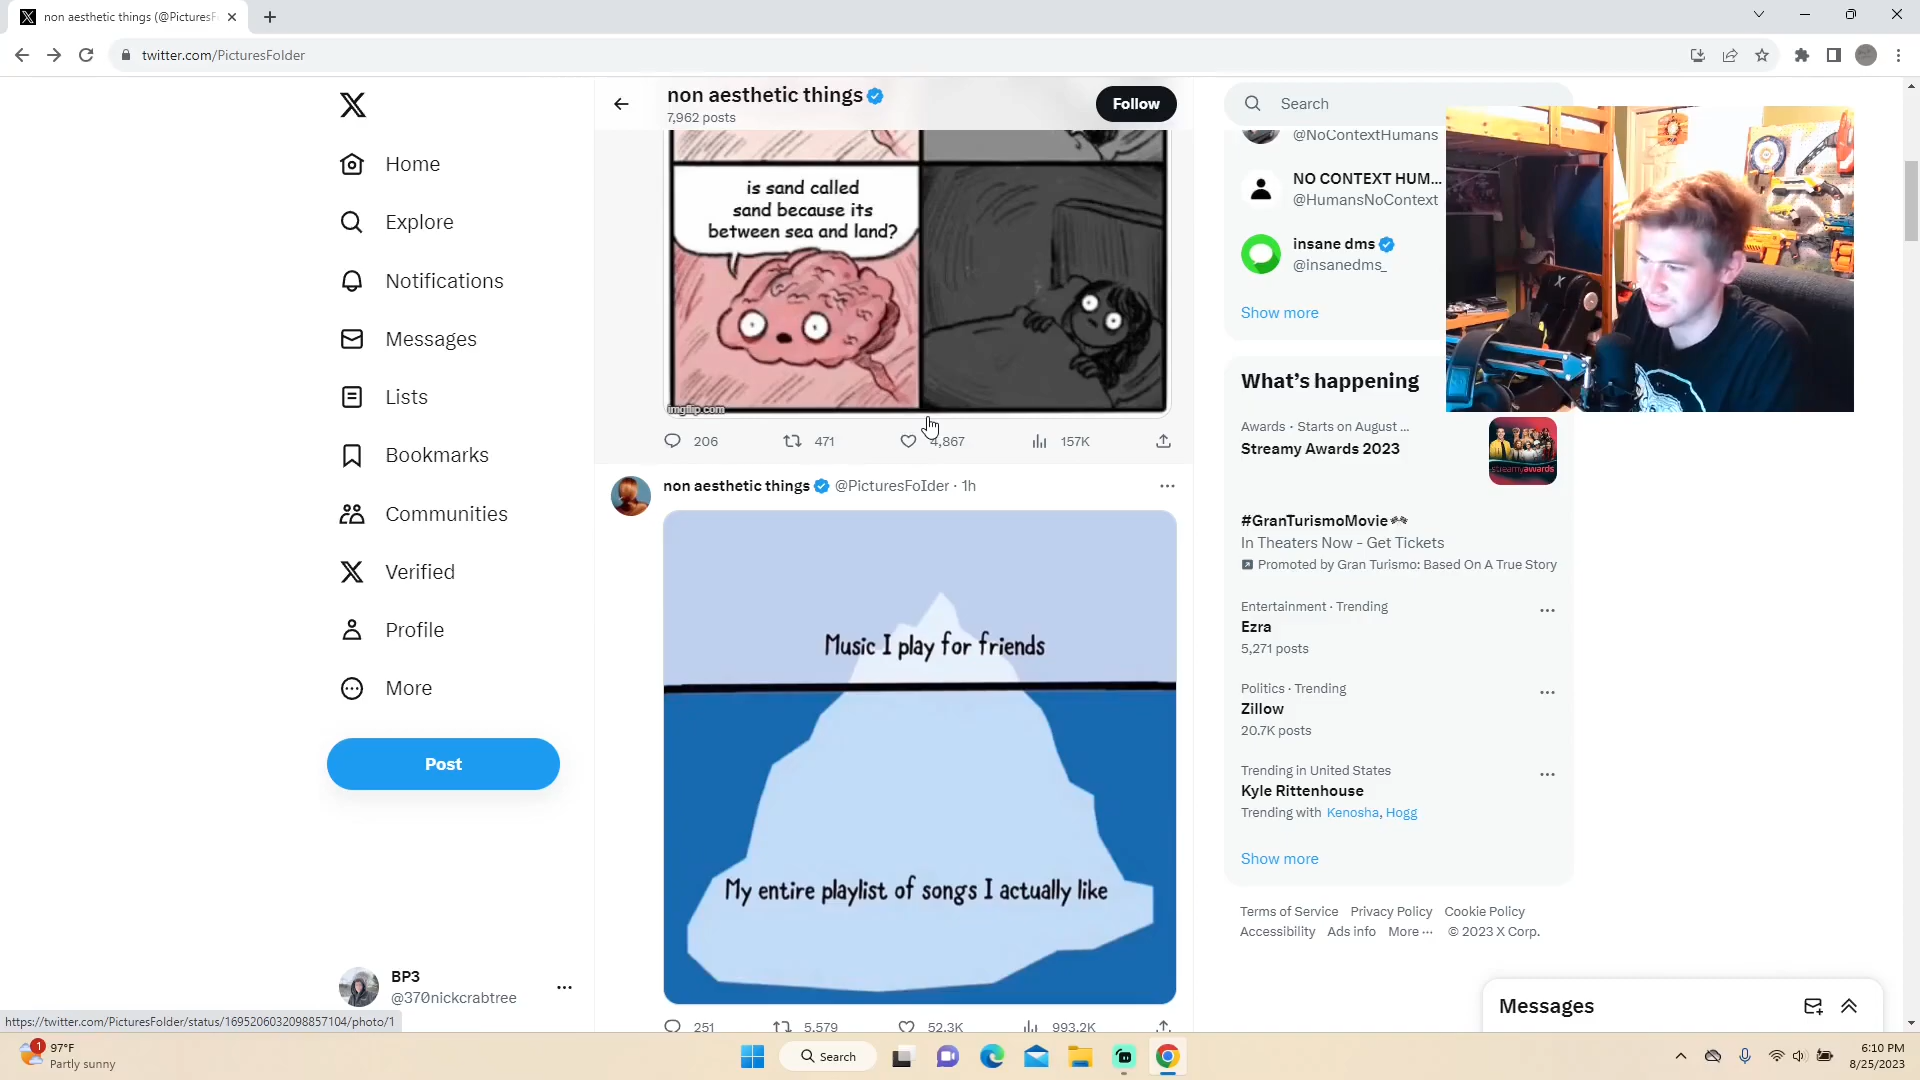 non aesthetic things (@PicturesF
twitter.com/PicturesFolder
Home
Explore
Notifications
Messages
Lists
Bookmarks
Communities
Verified
Profile
More
Post
BP3
@370nickcrabtree
https://twitter.com/PicturesFolder/status/1695206032098857104/photo/1
non aesthetic things
7,962 posts
Follow
is sand called
sand because its
between sea and land?
imgflip.com
206 471 4,867 157K
non aesthetic things @PicturesFoIder · 1h
Music I play for friends
My entire playlist of songs I actually like
251 5,579 52.3K 993.2K
Search
@NoContextHumans
NO CONTEXT HUM...
@HumansNoContext
insane dms
@insanedms_
Show more
What's happening
Awards · Starts on August ...
Streamy Awards 2023
streamyawards
#GranTurismoMovie
In Theaters Now - Get Tickets
Promoted by Gran Turismo: Based On A True Story
Entertainment · Trending
Ezra
5,271 posts
Politics · Trending
Zillow
20.7K posts
Trending in United States
Kyle Rittenhouse
Trending with Kenosha, Hogg
Show more
Terms of Service Privacy Policy Cookie Policy
Accessibility Ads info More ··· © 2023 X Corp.
Messages
1
97°F
Partly sunny
Search
6:10 PM
8/25/2023